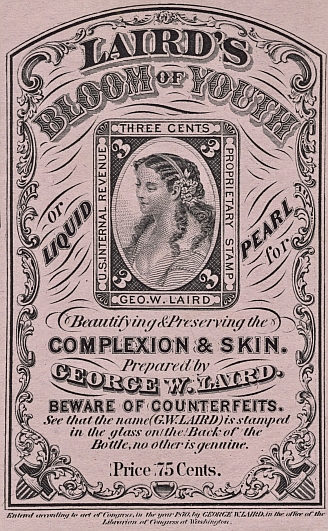 LAIRD'S
BLOOM OF YOUTH
THREE CENTS
U.S. INTERNAL REVENUE
PROPRIETARY STAMP
GEO. W. LAIRD
or
LIQUID
PEARL
for
Beautifying & Preserving the
COMPLEXION & SKIN.
Prepared by
GEORGE W. LAIRD.
BEWARE OF COUNTERFEITS.
See that the name (G.W. LAIRD) is stamped
in the glass on the Back of the
Bottle, no other is genuine.
Price 75 Cents.
Entered according to act of Congress, in the year 1870, by GEORGE W. LAIRD, in the office of the
Librarian of Congress at Washington.